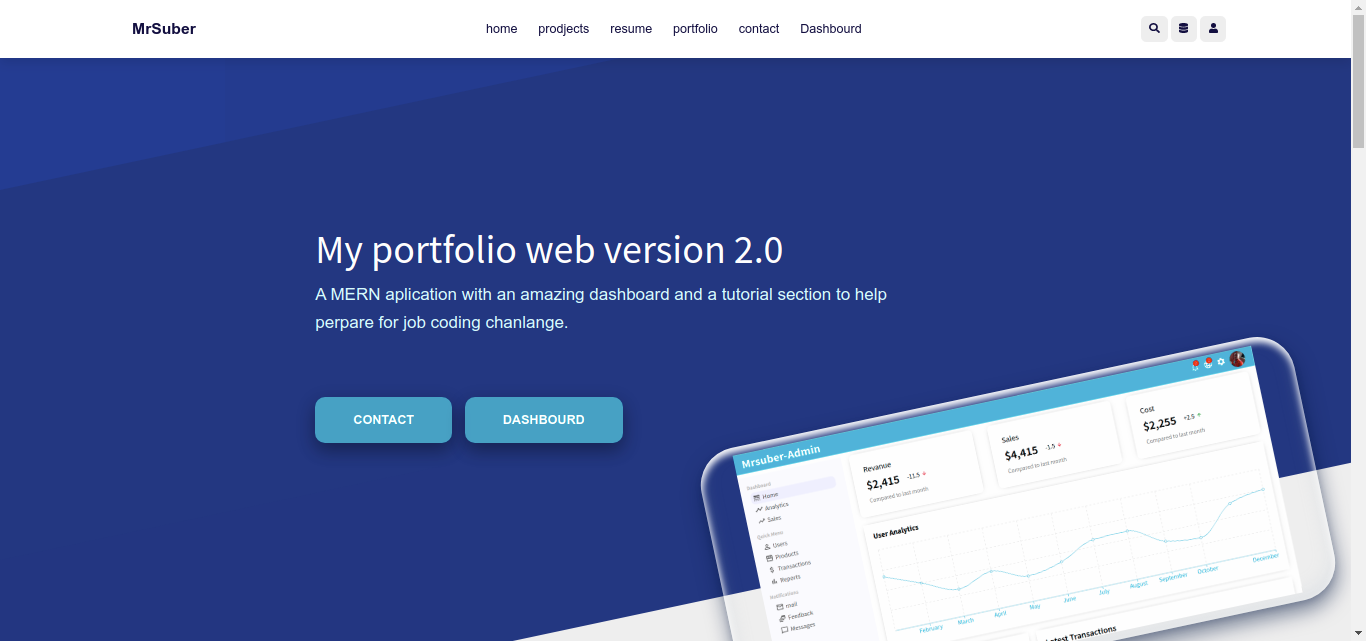 MrSuber
home prodjects resume portfolio contact Dashboard
My portfolio web version 2.0
A MERN aplication with an amazing dashboard and a tutorial section to help
perpare for job coding chanlange.
CONTACT DASHBOURD
Mrsuber-Admin
Dashboard
Home
Analytics
Sales
Quick Menu
Users
Products
Transactions
Reports
Notifications
mail
Feedback
Messages
Revenue
$2,415 -11.5
Compared to last month
Sales
$4,415 -1.5
Compared to last month
Cost
$2,255 +2.5
Compared to last month
User Analytics
February March April May June July August September October December
Latest Transactions